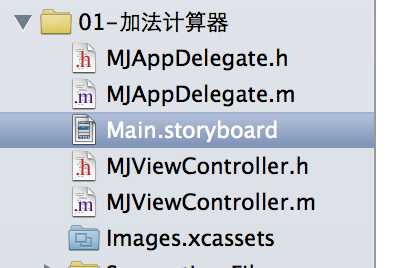 01-加法计算器
MJAppDelegate.h
MJAppDelegate.m
Main.storyboard
MJViewController.h
MJViewController.m
Images.xcassets